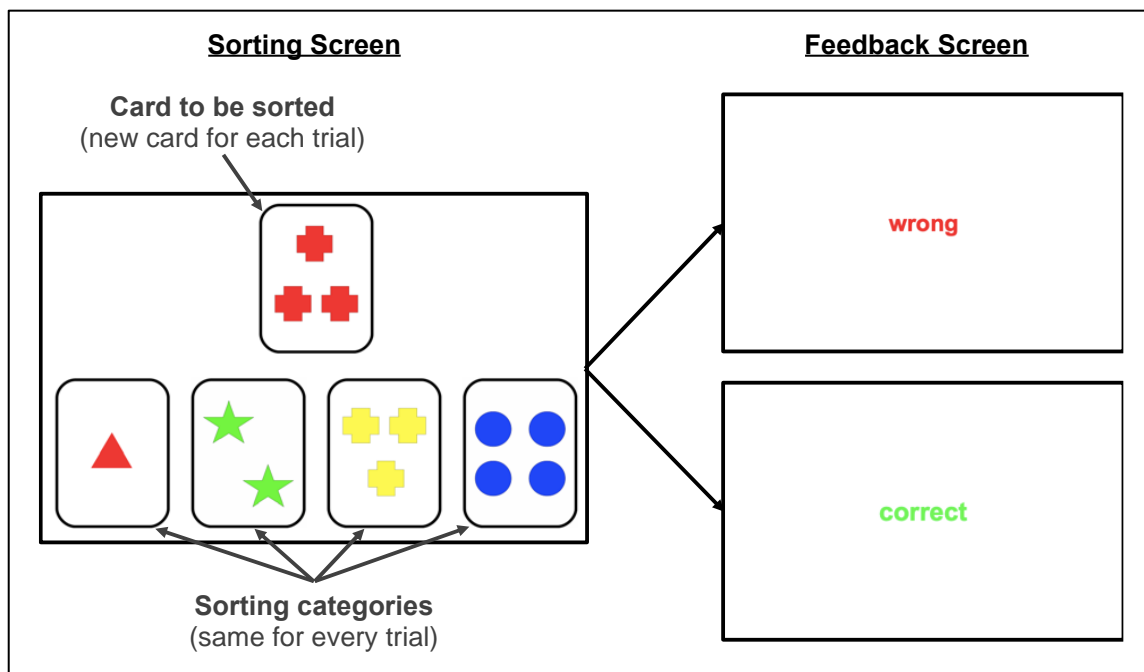 Sorting Screen
Feedback Screen
Card to be sorted
(new card for each trial)
wrong
correct
Sorting categories
(same for every trial)